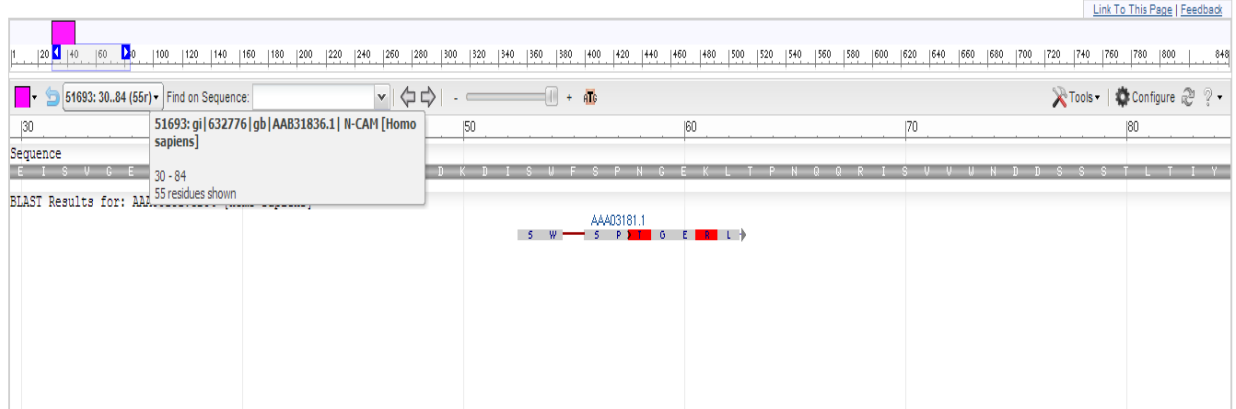 Link To This Page | Feedback
1 20 40 60 80 100 120 140 160 180 200 220 240 260 280 300 320 340 360 380 400 420 440 460 480 500 520 540 560 580 600 620 640 660 680 700 720 740 760 780 800 848
51693: 30..84 (55r) Find on Sequence: - + ATG Tools Configure ?
30 50 60 70 80
51693: gi|632776|gb|AAB31836.1| N-CAM [Homo
sapiens]
30 - 84
55 residues shown
Sequence
E I S V G E D K D I S W F S P N G E K L T P N Q Q R I S V V W N D D S S S T L T I Y
BLAST Results for:
AAA03181.1
S W S P T G E R L